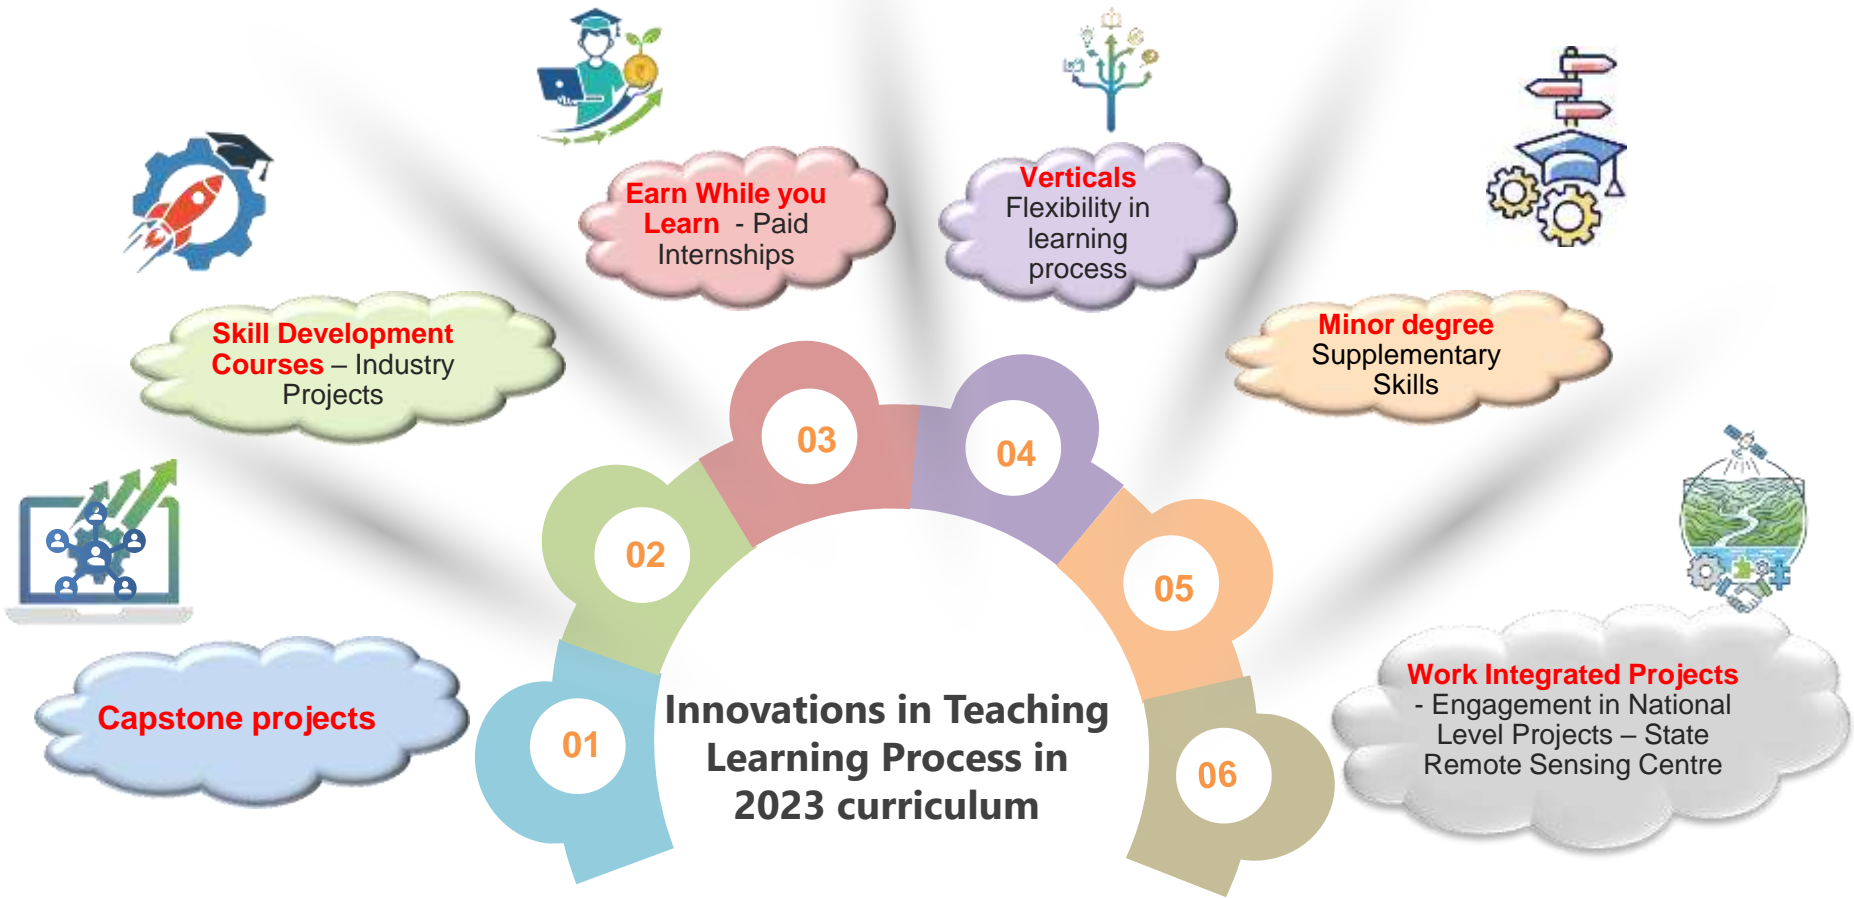 Capstone projects
01
Skill Development
Courses – Industry
Projects
02
Earn While you
Learn - Paid
Internships
03
Verticals
Flexibility in
learning
process
04
Minor degree
Supplementary
Skills
05
Work Integrated Projects
- Engagement in National
Level Projects – State
Remote Sensing Centre
06
Innovations in Teaching
Learning Process in
2023 curriculum